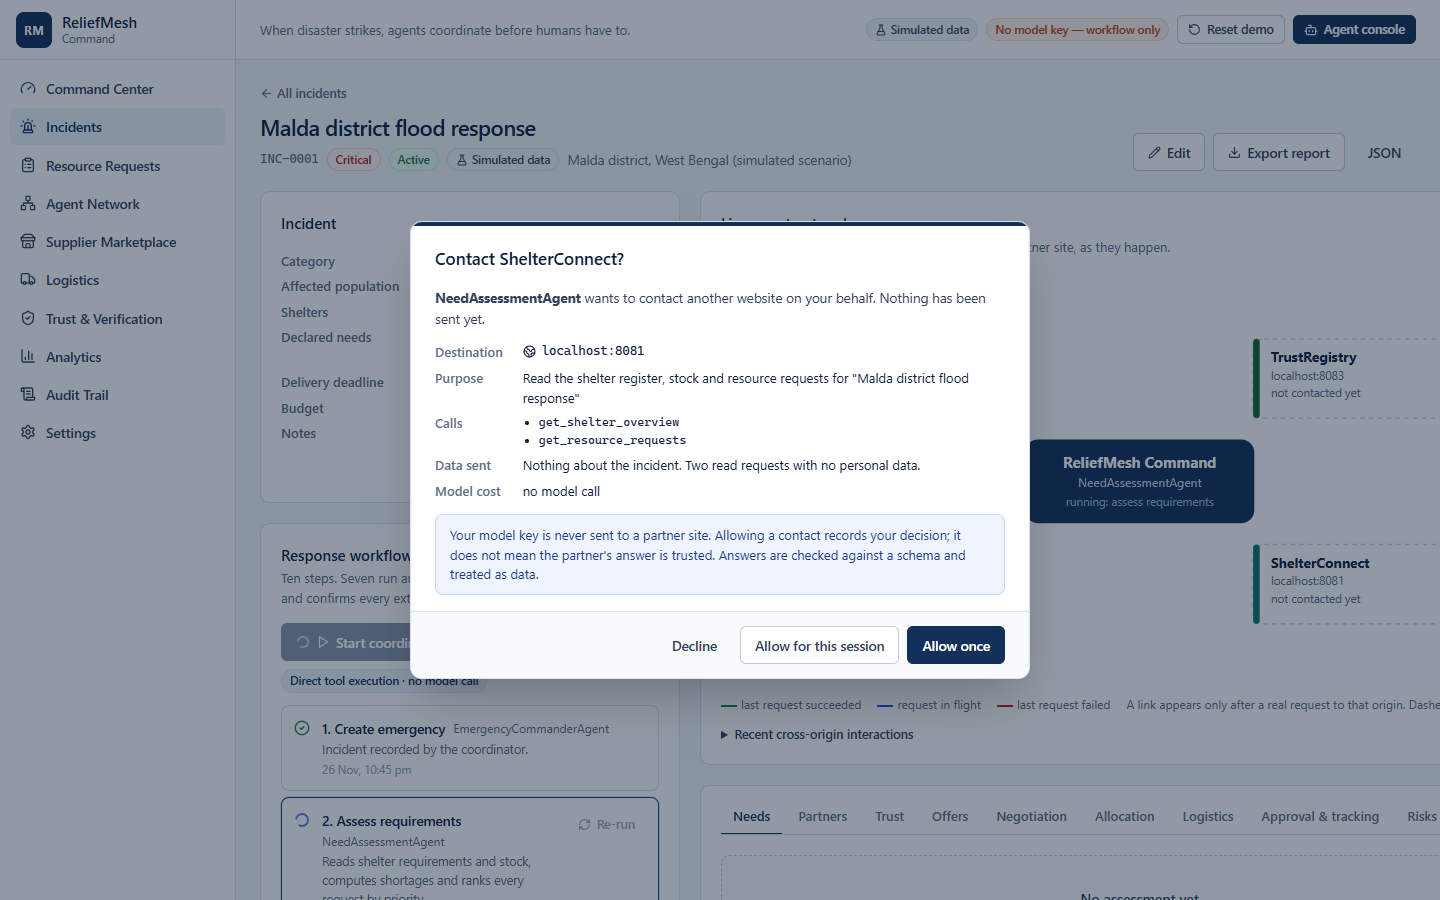 RM
ReliefMesh
Command
When disaster strikes, agents coordinate before humans have to.
Simulated data
No model key — workflow only
Reset demo
Agent console
Command Center
Incidents
Resource Requests
Agent Network
Supplier Marketplace
Logistics
Trust & Verification
Analytics
Audit Trail
Settings
← All incidents
Malda district flood response
INC-0001 Critical Active Simulated data Malda district, West Bengal (simulated scenario)
Edit
Export report
JSON
Incident
Category
Affected population
Shelters
Declared needs
Delivery deadline
Budget
Notes
Contact ShelterConnect?
NeedAssessmentAgent wants to contact another website on your behalf. Nothing has been
sent yet.
Destination localhost:8081
Purpose Read the shelter register, stock and resource requests for "Malda district flood
response"
Calls • get_shelter_overview
• get_resource_requests
Data sent Nothing about the incident. Two read requests with no personal data.
Model cost no model call
Your model key is never sent to a partner site. Allowing a contact records your decision; it
does not mean the partner's answer is trusted. Answers are checked against a schema and
treated as data.
Decline
Allow for this session
Allow once
site, as they happen.
TrustRegistry
localhost:8083
not contacted yet
ReliefMesh Command
NeedAssessmentAgent
running: assess requirements
ShelterConnect
localhost:8081
not contacted yet
last request succeeded request in flight last request failed A link appears only after a real request to that origin.
Recent cross-origin interactions
Response workflow
Ten steps. Seven run
and confirms every
Start
Direct tool execution · no model call
1. Create emergency EmergencyCommanderAgent
Incident recorded by the coordinator.
26 Nov, 10:45 pm
2. Assess requirements
Re-run
NeedAssessmentAgent
Reads shelter requirements and stock,
computes shortages and ranks every
request by priority
Needs Partners Trust Offers Negotiation Allocation Logistics Approval & tracking Risks
No assessment yet